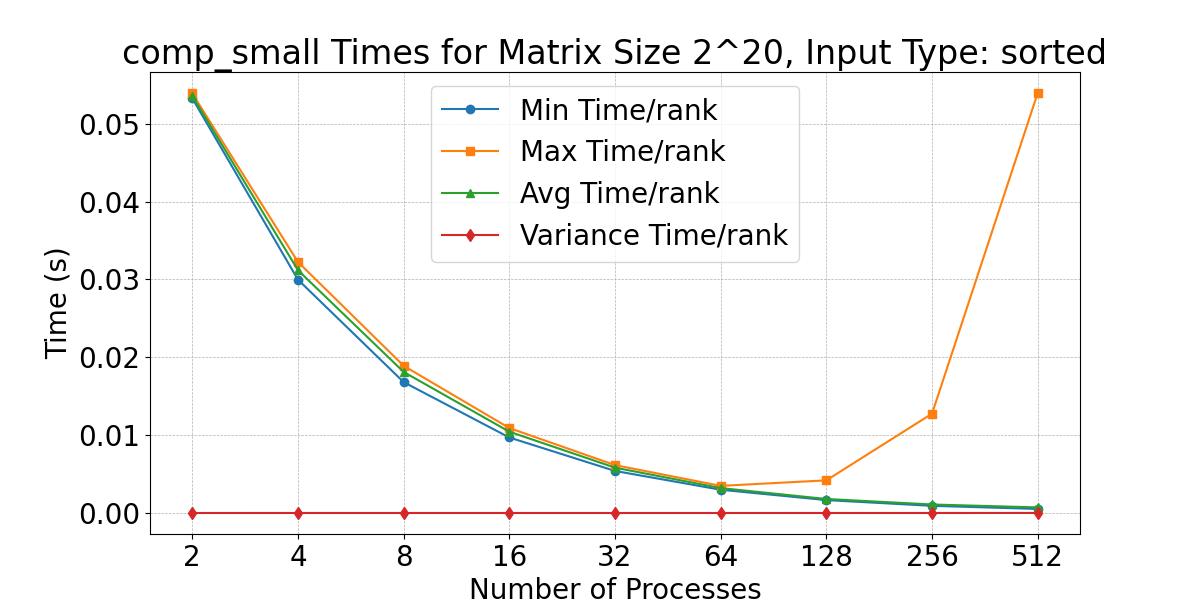 comp_small Times for Matrix Size 2^20, Input Type: sorted
Min Time/rank
Max Time/rank
Avg Time/rank
Variance Time/rank
Time (s)
0.05
0.04
0.03
0.02
0.01
0.00
2 4 8 16 32 64 128 256 512
Number of Processes